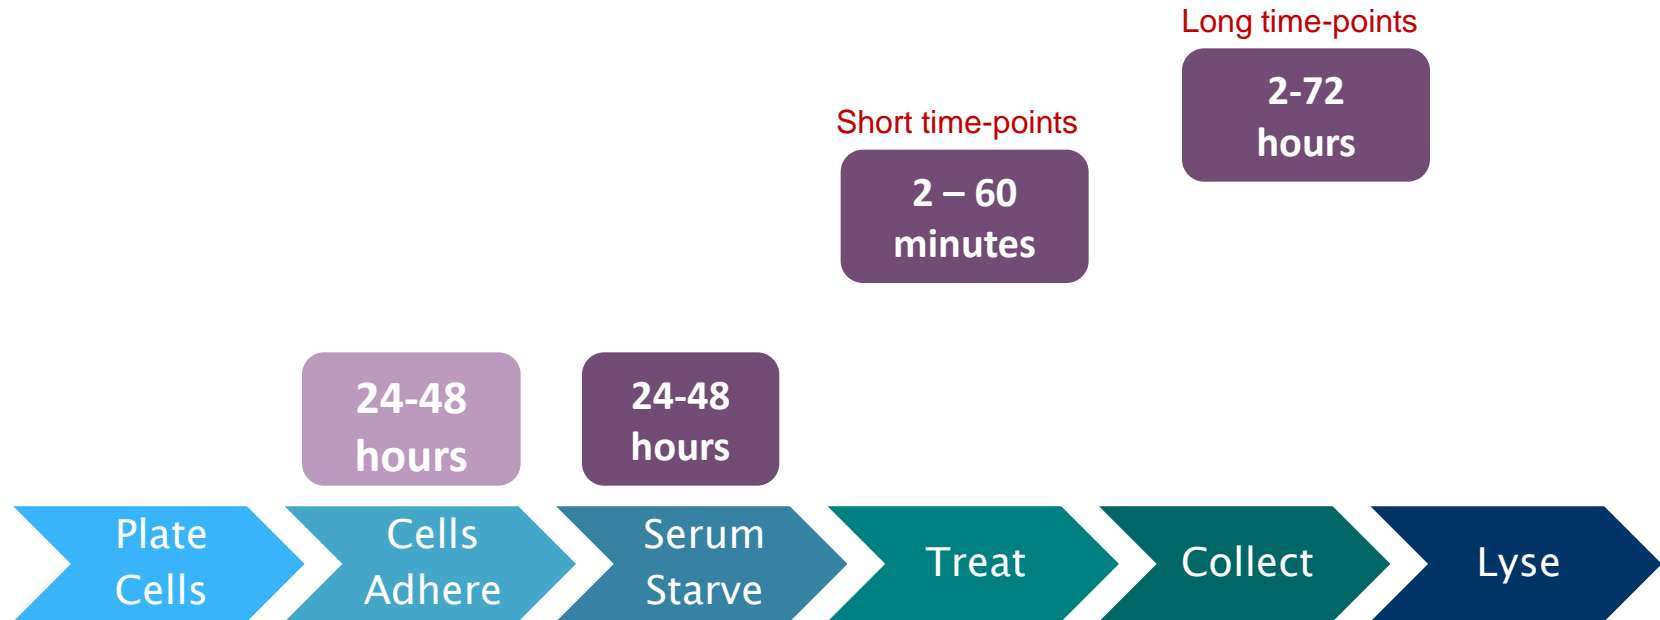 Long time-points
2-72
hours
Short time-points
2 – 60
minutes
24-48
hours
24-48
hours
Plate
Cells
Cells
Adhere
Serum
Starve
Treat
Collect
Lyse